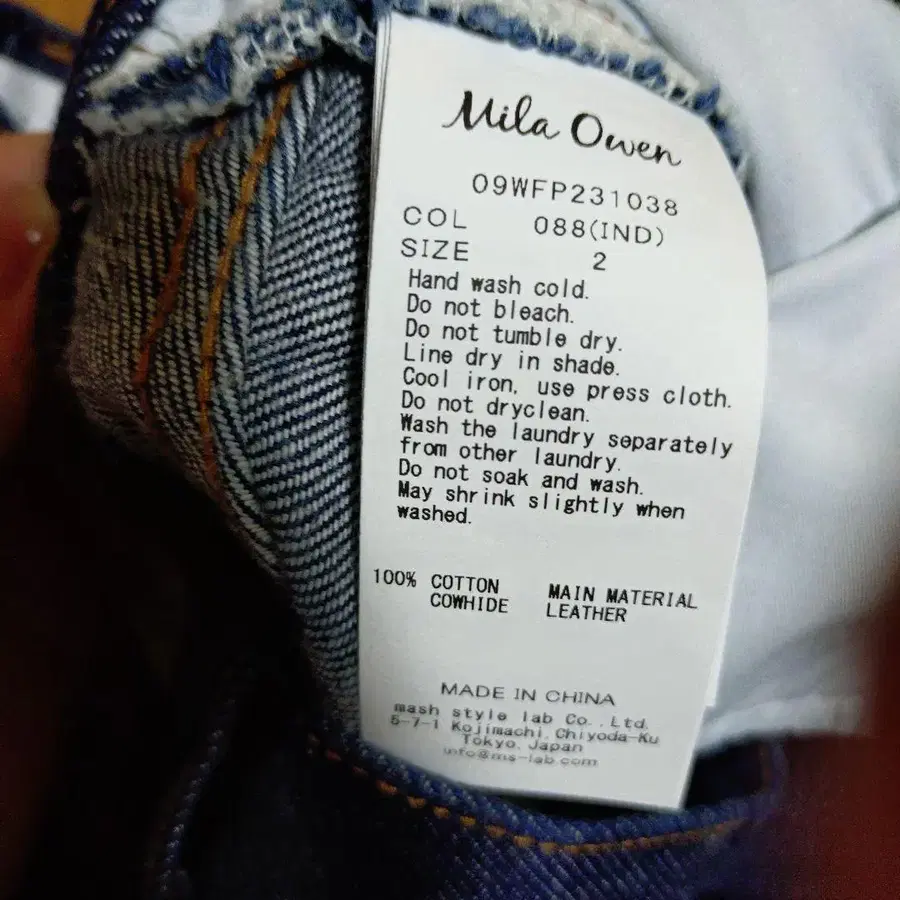 Mila Owen
09WFP231038
COL 088(IND)
SIZE 2
Hand wash cold.
Do not bleach.
Do not tumble dry.
Line dry in shade.
Cool iron, use press cloth.
Do not dryclean.
Wash the laundry separately
from other laundry.
Do not soak and wash.
May shrink slightly when
washed.
100% COTTON MAIN MATERIAL
COWHIDE LEATHER
MADE IN CHINA
mash style lab Co., Ltd.
5-7-1 Kojimachi, Chiyoda-Ku
Tokyo, Japan
info@ms-lab.com